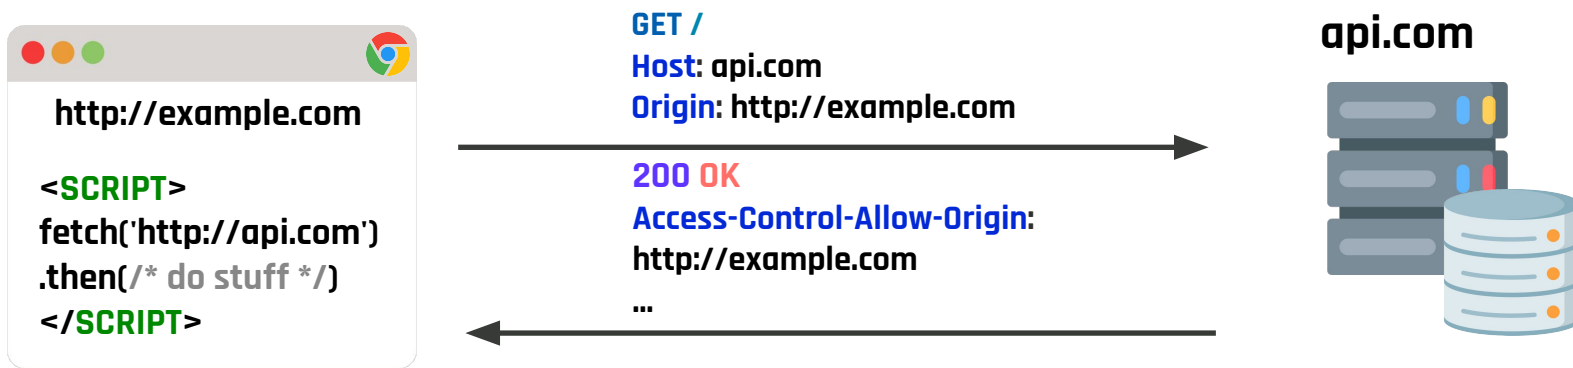 http://example.com
<SCRIPT>
fetch('http://api.com')
.then(/* do stuff */)
</SCRIPT>
GET /
Host: api.com
Origin: http://example.com
200 OK
Access-Control-Allow-Origin:
http://example.com
...
api.com